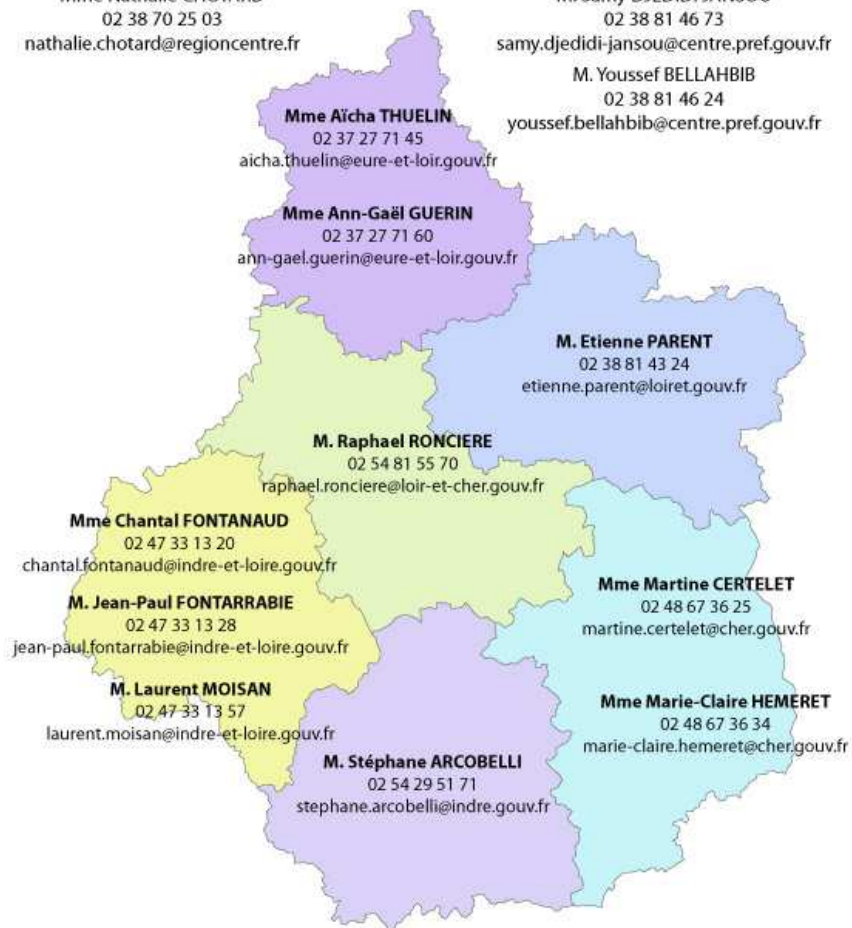 Mme Nathalie CHOTARD
02 38 70 25 03
nathalie.chotard@regioncentre.fr
M. Samy DJEDIDI-JANSOU
02 38 81 46 73
samy.djedidi-jansou@centre.pref.gouv.fr
M. Youssef BELLAHBIB
02 38 81 46 24
youssef.bellahbib@centre.pref.gouv.fr
Mme Aïcha THUELIN
02 37 27 71 45
aicha.thuelin@eure-et-loir.gouv.fr
Mme Ann-Gaël GUERIN
02 37 27 71 60
ann-gael.guerin@eure-et-loir.gouv.fr
M. Etienne PARENT
02 38 81 43 24
etienne.parent@loiret.gouv.fr
M. Raphael RONCIERE
02 54 81 55 70
raphael.ronciere@loir-et-cher.gouv.fr
Mme Chantal FONTANAUD
02 47 33 13 20
chantal.fontanaud@indre-et-loire.gouv.fr
M. Jean-Paul FONTARRABIE
02 47 33 13 28
jean-paul.fontarrabie@indre-et-loire.gouv.fr
M. Laurent MOISAN
02 47 33 13 57
laurent.moisan@indre-et-loire.gouv.fr
Mme Martine CERTELET
02 48 67 36 25
martine.certelet@cher.gouv.fr
Mme Marie-Claire HEMERET
02 48 67 36 34
marie-claire.hemeret@cher.gouv.fr
M. Stéphane ARCOBELLI
02 54 29 51 71
stephane.arcobelli@indre.gouv.fr